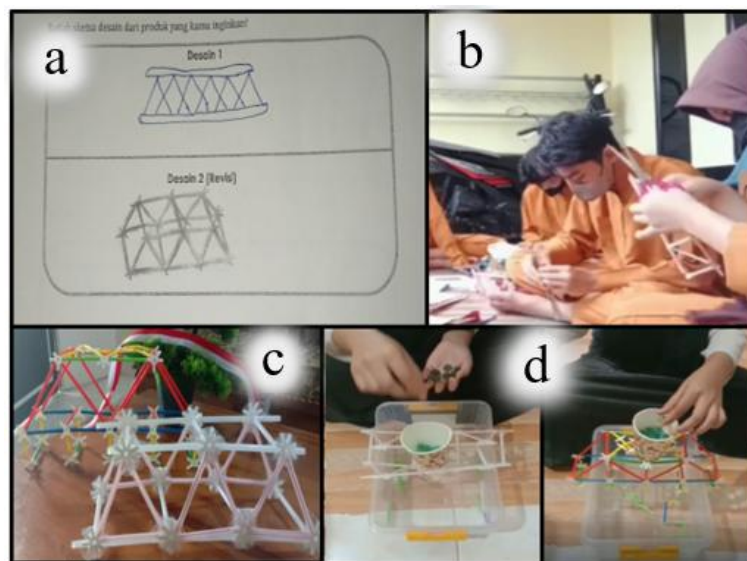 sketsa desain dari produk yang kamu inginkan!
a
Desain 1
Desain 2 (Revisi)
b
c
d